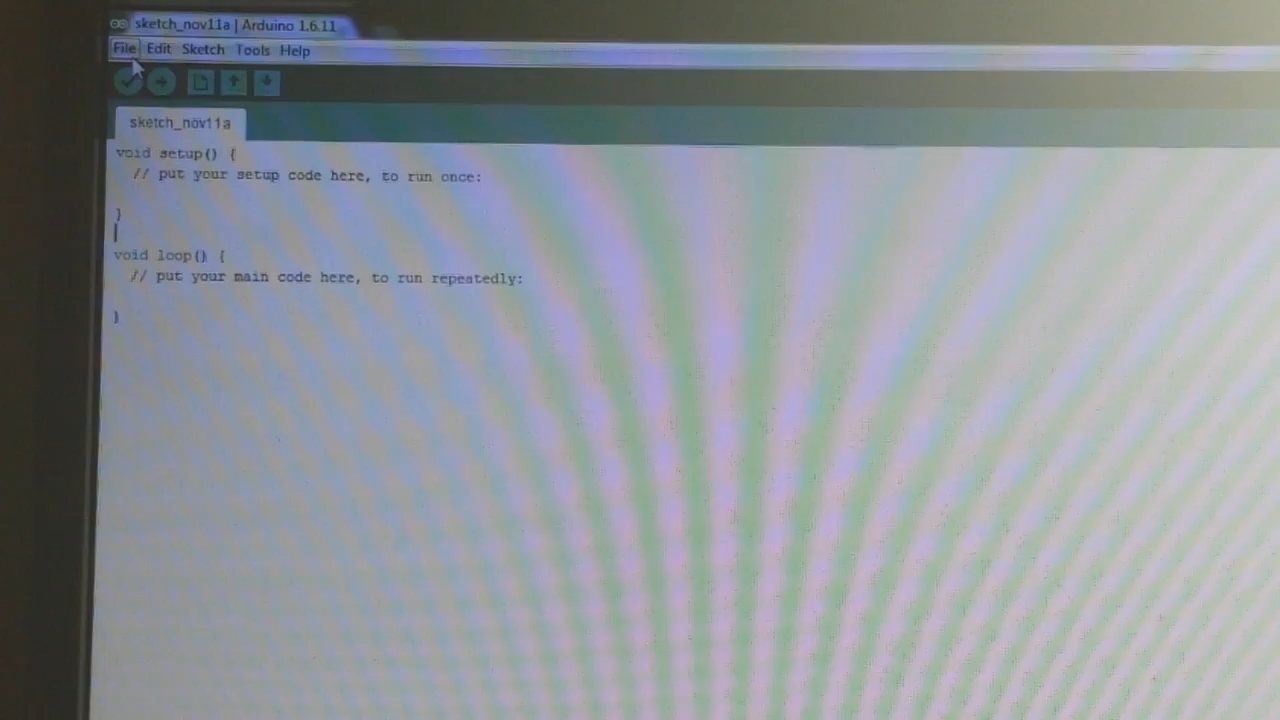 sketch_nov11a | Arduino 1.6.11
File Edit Sketch Tools Help
sketch_nov11a
void setup() {
  // put your setup code here, to run once:
}
void loop() {
  // put your main code here, to run repeatedly:
}